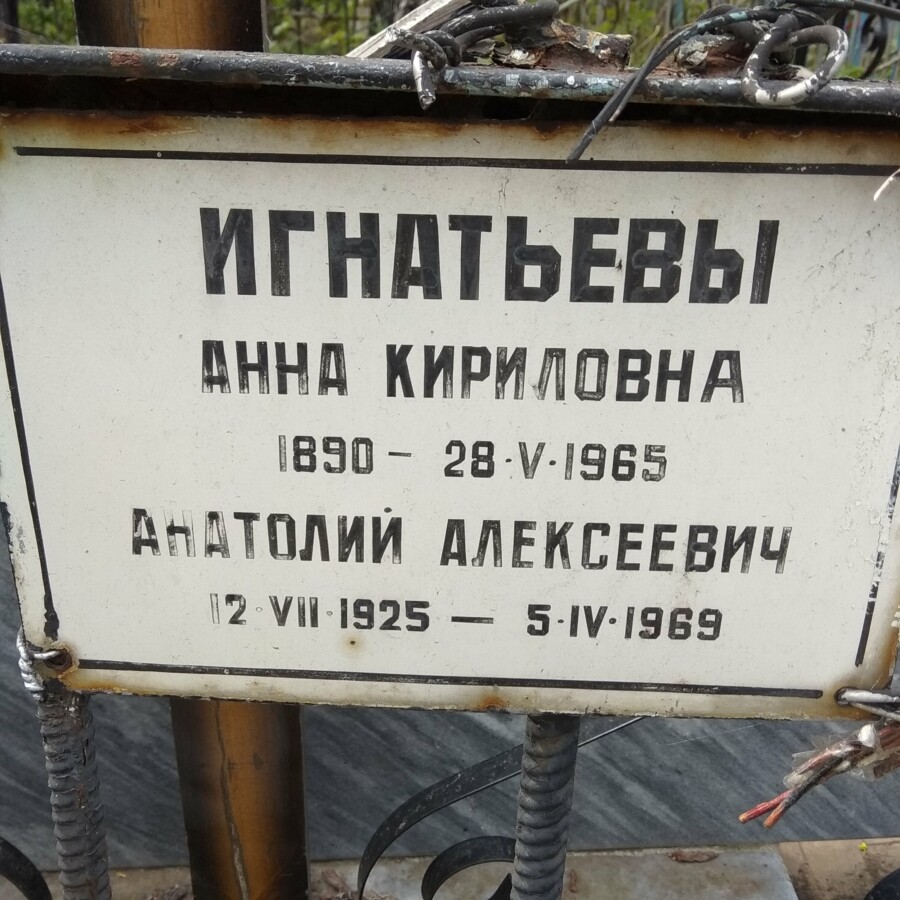 ИГНАТЬЕВЫ
АННА КИРИЛОВНА
1890 – 28·V·1965
АНАТОЛИЙ АЛЕКСЕЕВИЧ
12·VII·1925 — 5·IV·1969